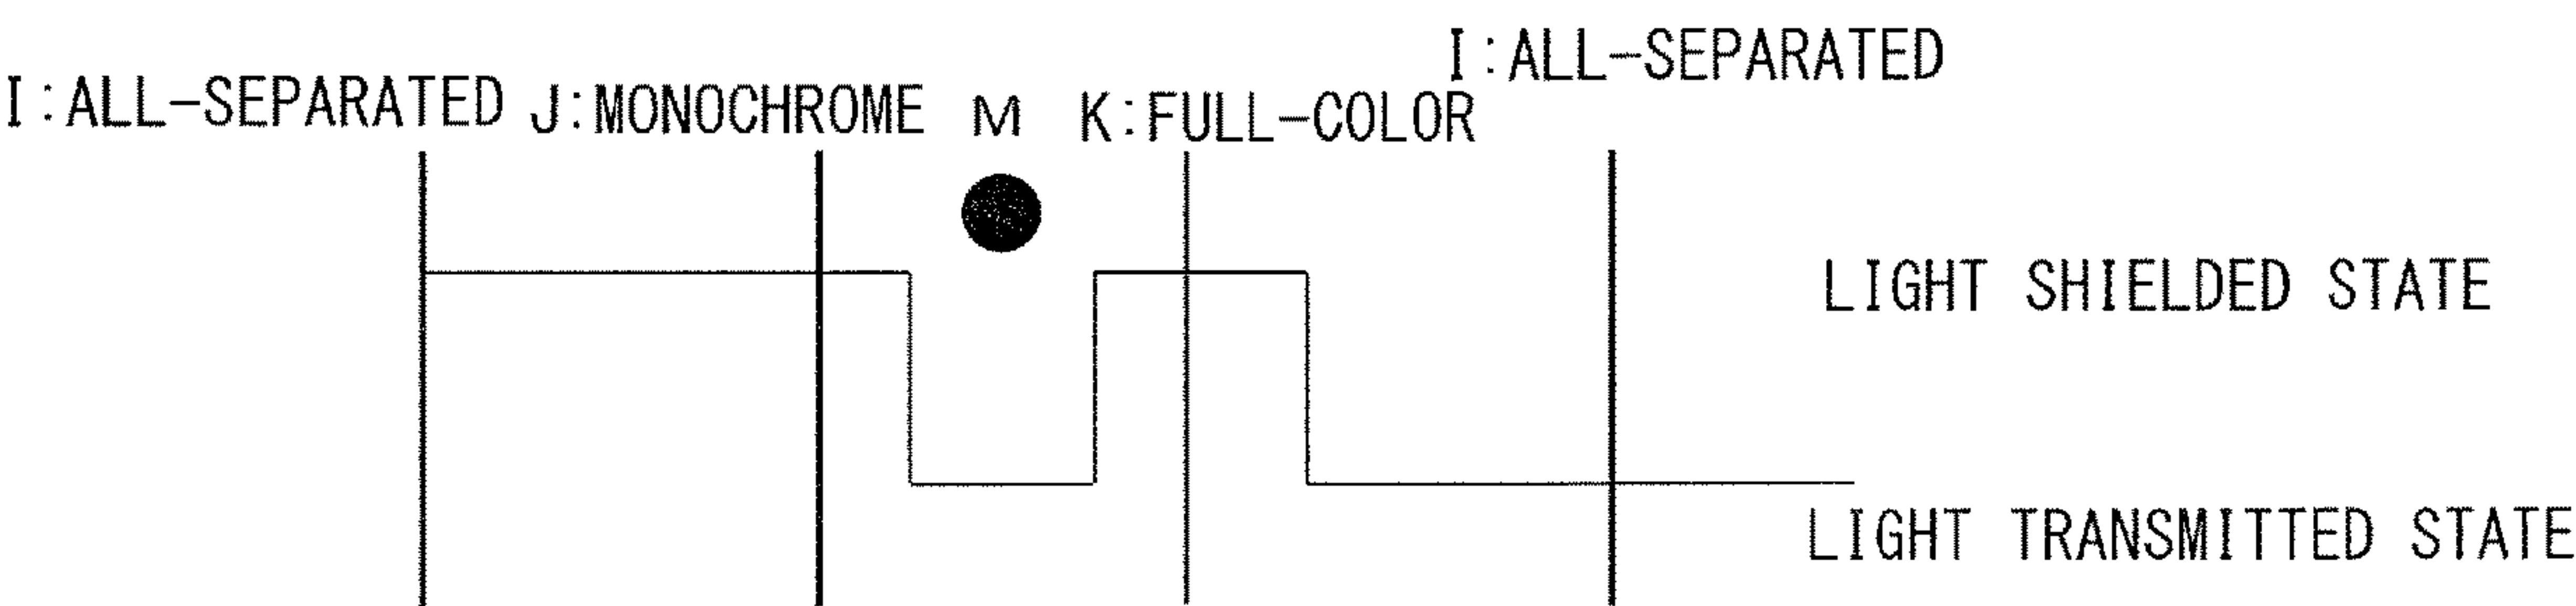 I:ALL-SEPARATED
I:ALL-SEPARATED J:MONOCHROME M K:FULL-COLOR
LIGHT SHIELDED STATE
LIGHT TRANSMITTED STATE